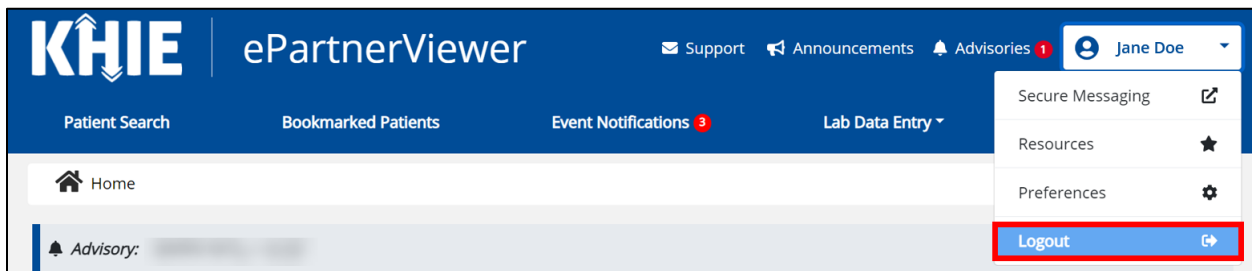 KHIE ePartnerViewer
Support Announcements Advisories 1 Jane Doe
Patient Search Bookmarked Patients Event Notifications 3 Lab Data Entry
Secure Messaging
Resources
Preferences
Logout
Home
Advisory: